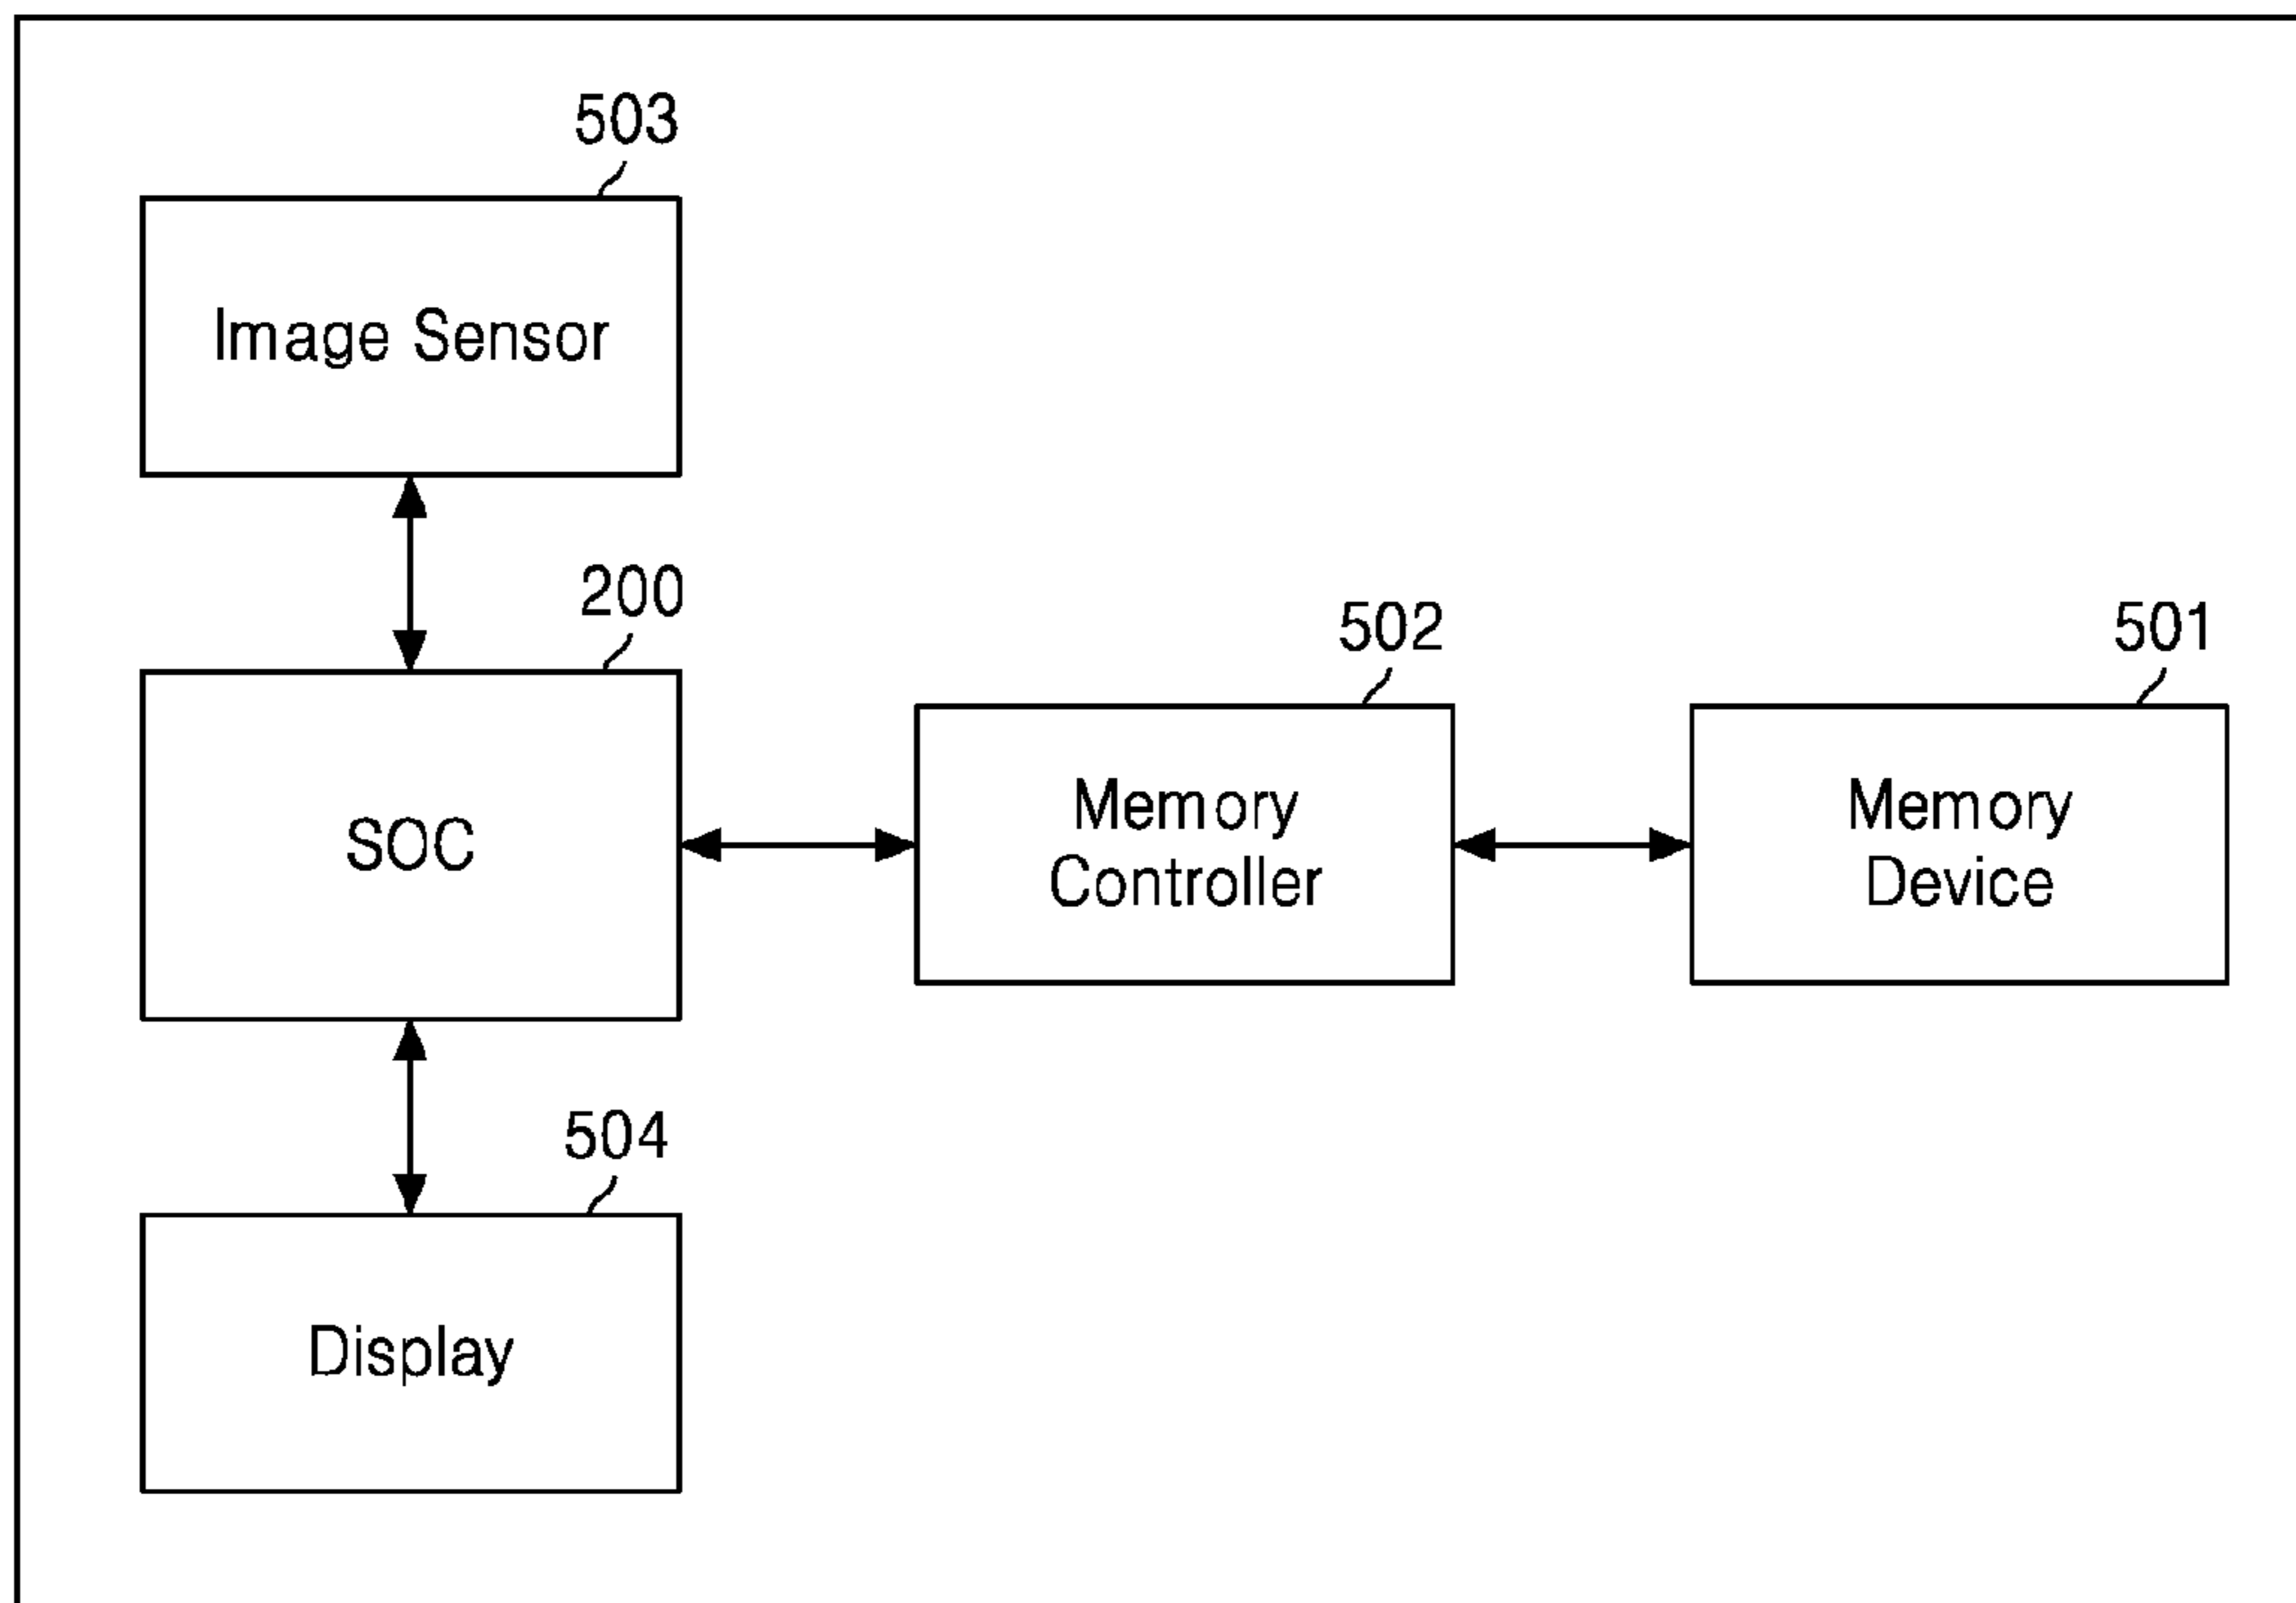 503
Image Sensor
200
SOC
502
Memory
Controller
501
Memory
Device
504
Display